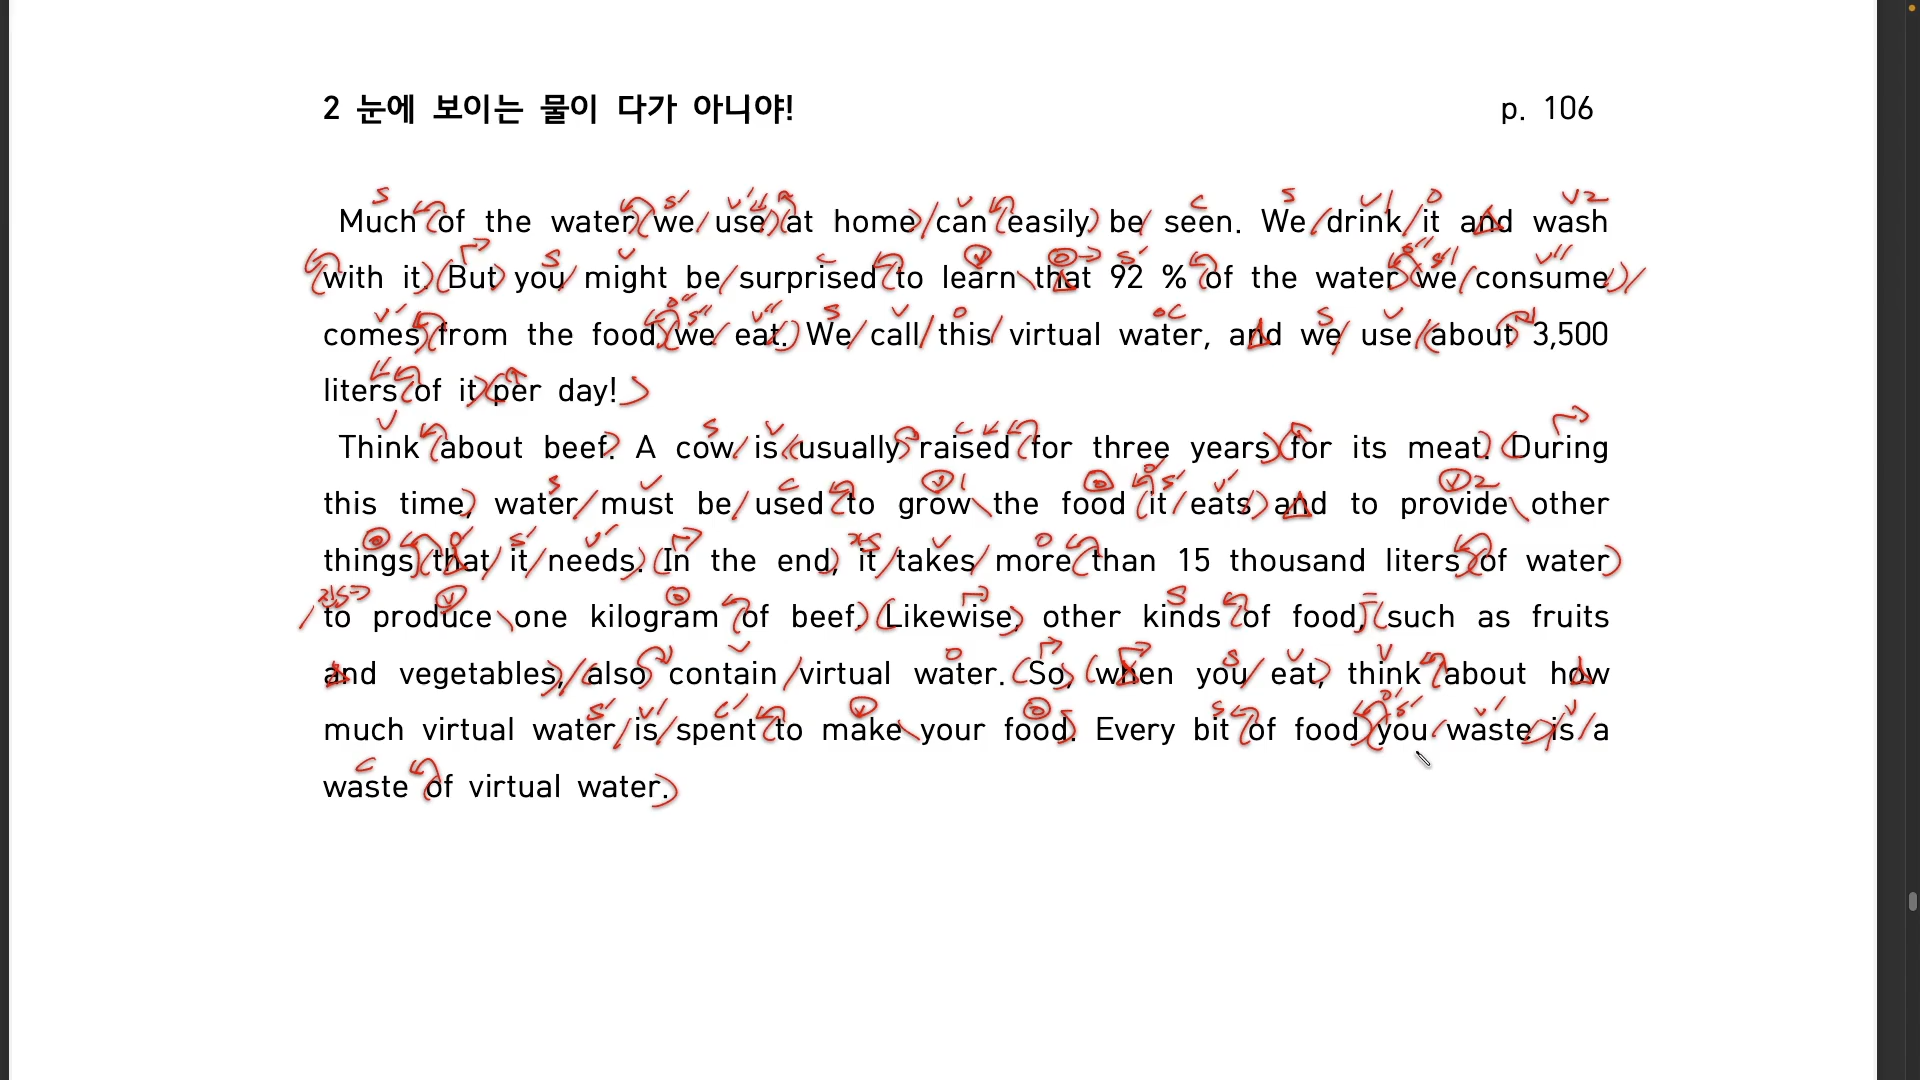 2 눈에 보이는 물이 다가 아니야! p. 106
Much of the water we use at home can easily be seen. We drink it and wash
with it. But you might be surprised to learn that 92 % of the water we consume
comes from the food we eat. We call this virtual water, and we use about 3,500
liters of it per day!
Think about beef. A cow is usually raised for three years for its meat. During
this time, water must be used to grow the food it eats and to provide other
things that it needs. In the end, it takes more than 15 thousand liters of water
to produce one kilogram of beef. Likewise, other kinds of food, such as fruits
and vegetables, also contain virtual water. So, when you eat, think about how
much virtual water is spent to make your food. Every bit of food you waste is a
waste of virtual water.